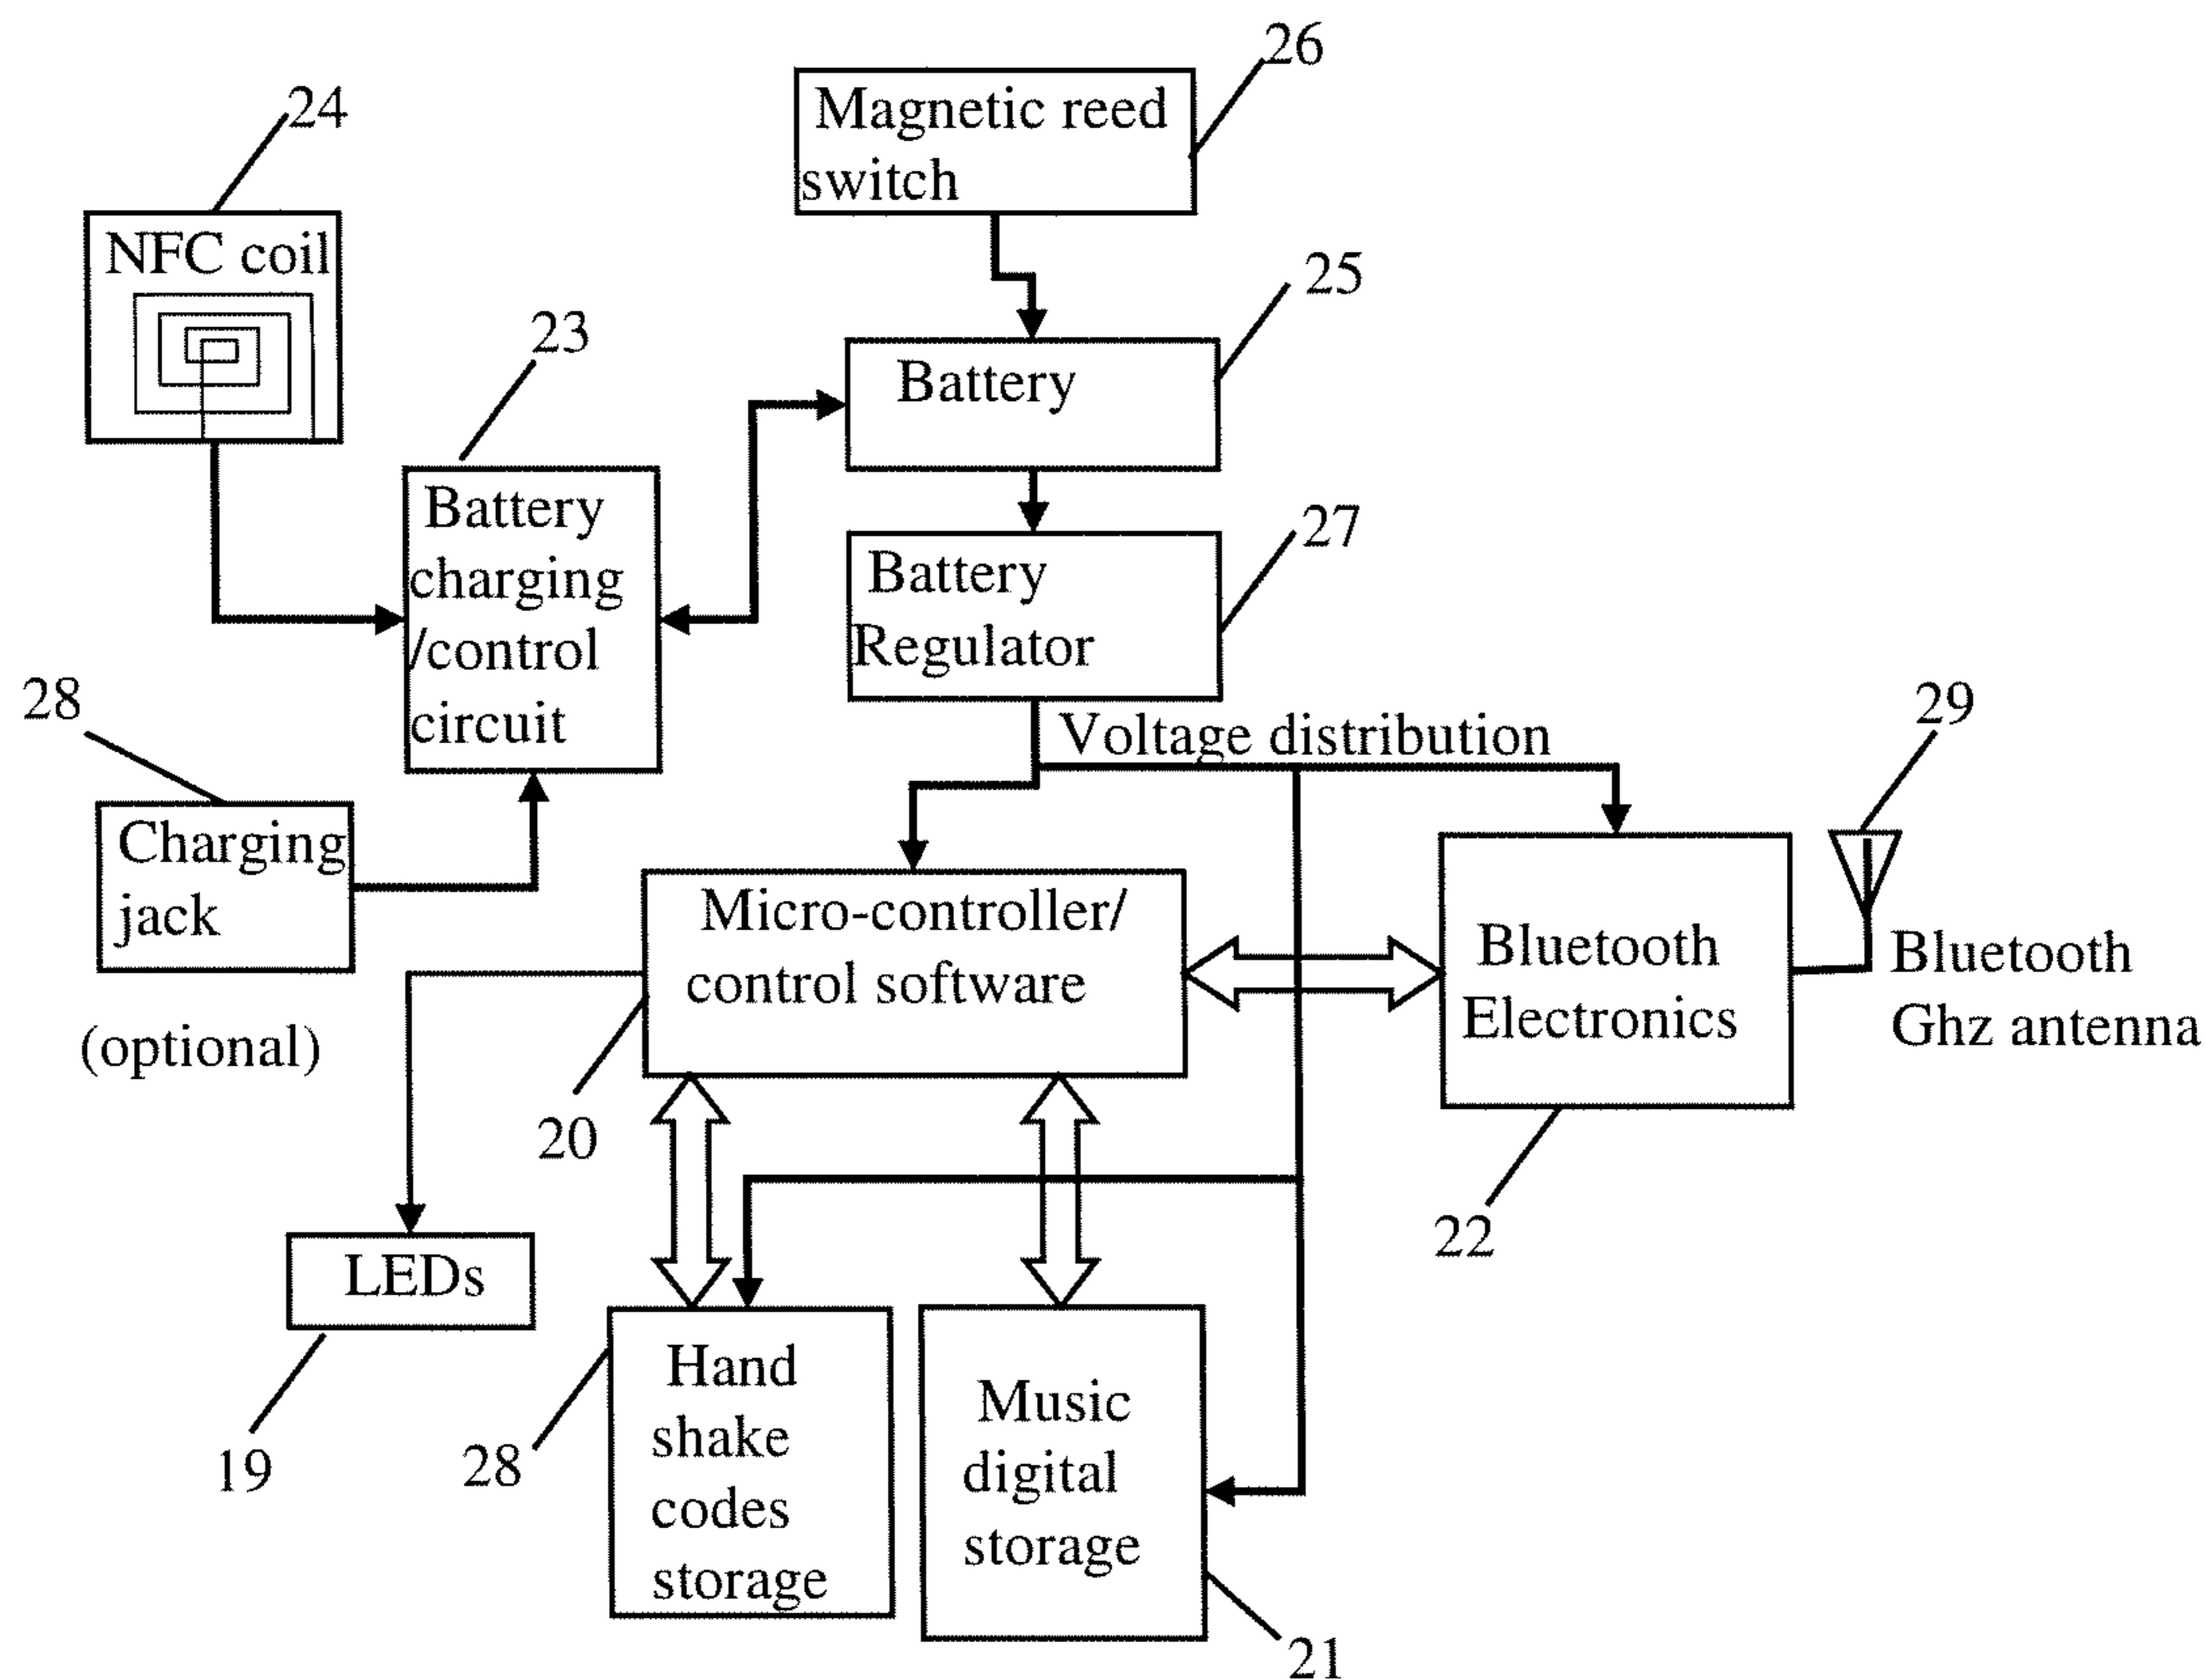 26
Magnetic reed
switch
24
NFC coil
25
Battery
23
Battery
charging
/control
circuit
27
Battery
Regulator
28
Charging
jack
(optional)
Voltage distribution
29
Bluetooth
Ghz antenna
Micro-controller/
control software
20
Bluetooth
Electronics
22
LEDs
19
Hand
shake
codes
storage
28
Music
digital
storage
21